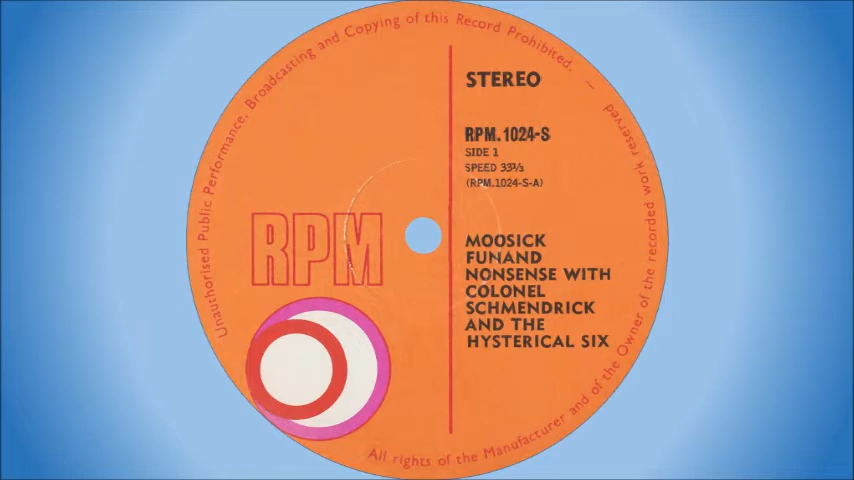 Unauthorised Public Performance, Broadcasting and Copying of this Record Prohibited. –
STEREO
RPM. 1024-S
SIDE 1
SPEED 33⅓
(RPM.1024-S-A)
RPM
MOOSICK
FUNAND
NONSENSE WITH
COLONEL
SCHMENDRICK
AND THE
HYSTERICAL SIX
All rights of the Manufacturer and of the Owner of the recorded work reserved